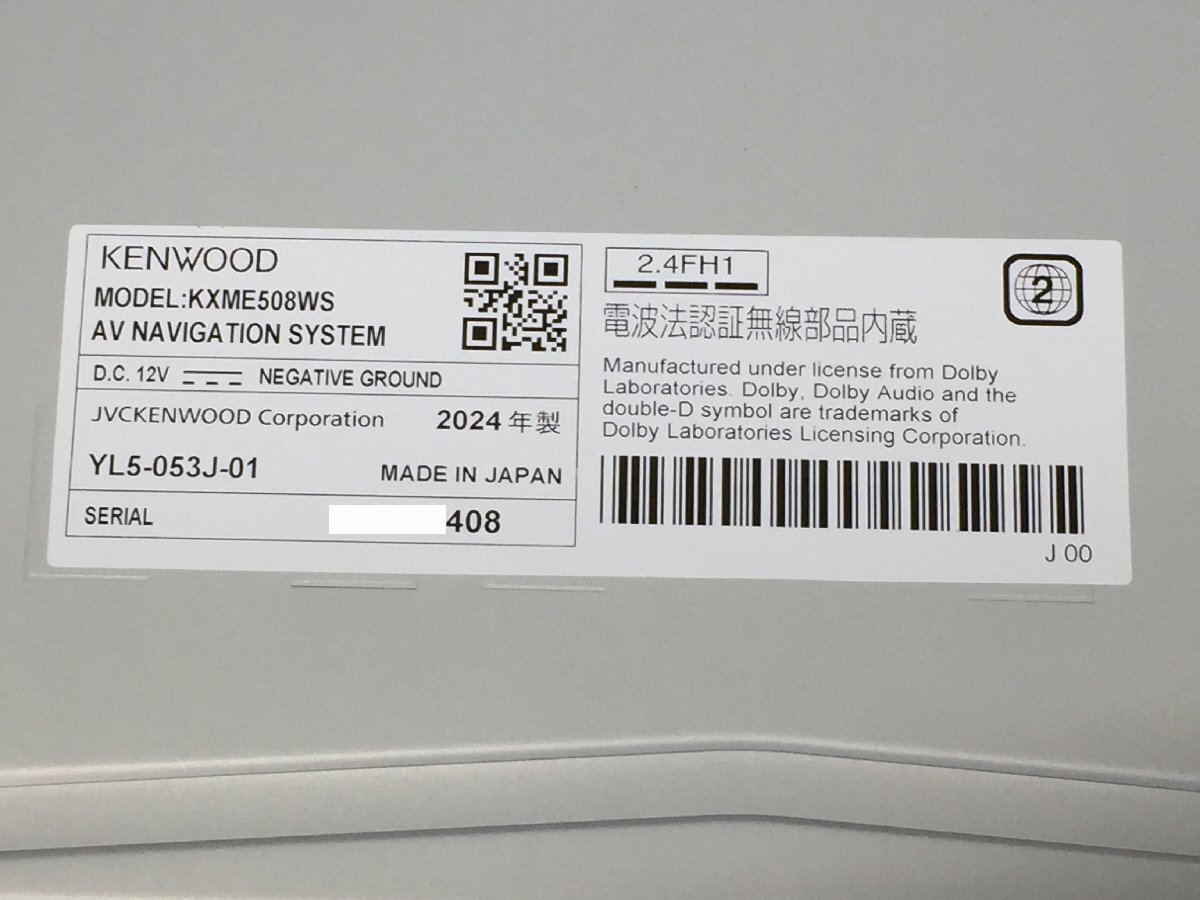 KENWOOD
MODEL:KXME508WS
AV NAVIGATION SYSTEM
D.C. 12V NEGATIVE GROUND
JVCKENWOOD Corporation 2024 年製
YL5-053J-01 MADE IN JAPAN
SERIAL 408
2.4FH1
2
電波法認証無線部品内蔵
Manufactured under license from Dolby
Laboratories. Dolby, Dolby Audio and the
double-D symbol are trademarks of
Dolby Laboratories Licensing Corporation.
J 00